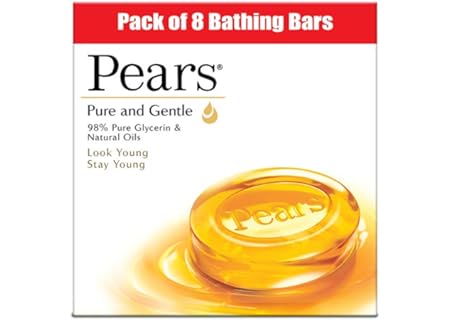 Pack of 8 Bathing Bars
Pears®
Pure and Gentle
98% Pure Glycerin &
Natural Oils
Look Young
Stay Young
Pears